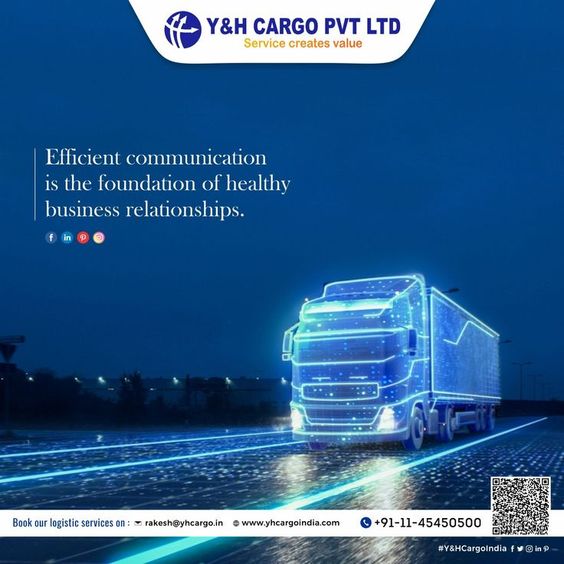 Y&H CARGO PVT LTD
Service creates value
Efficient communication
is the foundation of healthy
business relationships.
Book our logistic services on : rakesh@yhcargo.in www.yhcargoindia.com +91-11-45450500
#Y&HCargoIndia